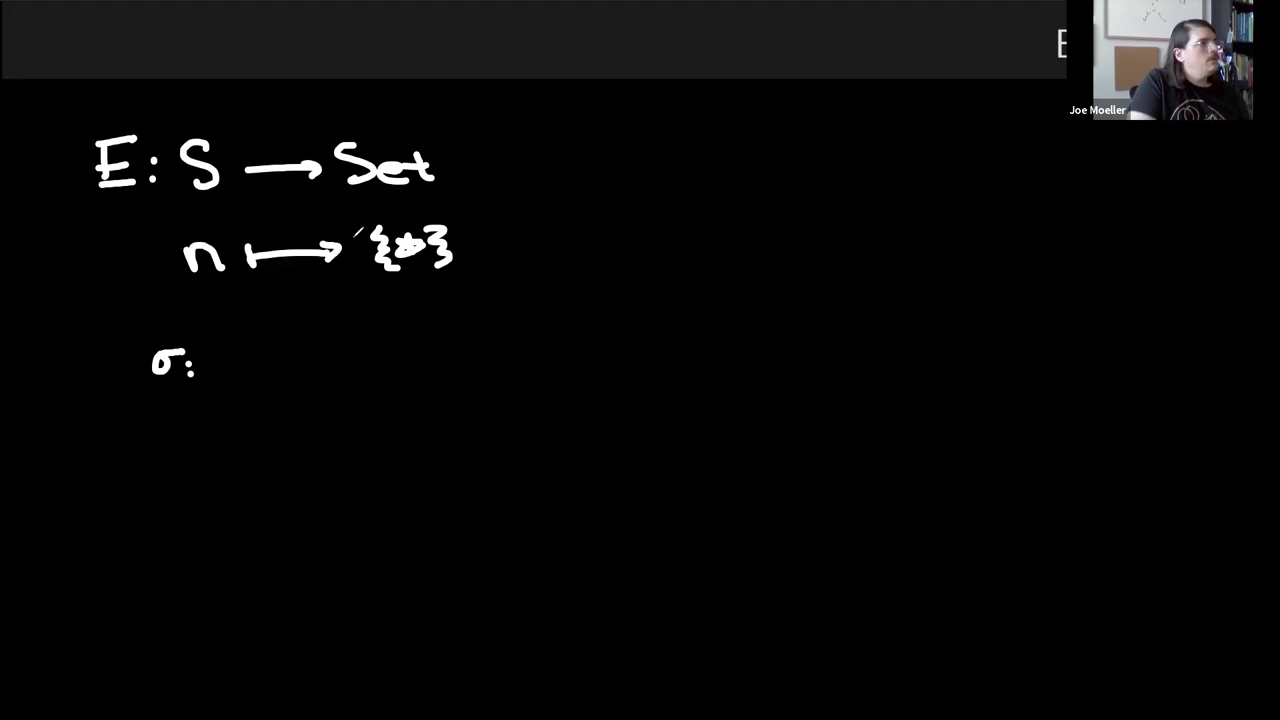 E
Joe Moeller
E: S ⟶ Set
n ⟼ {*}
σ: